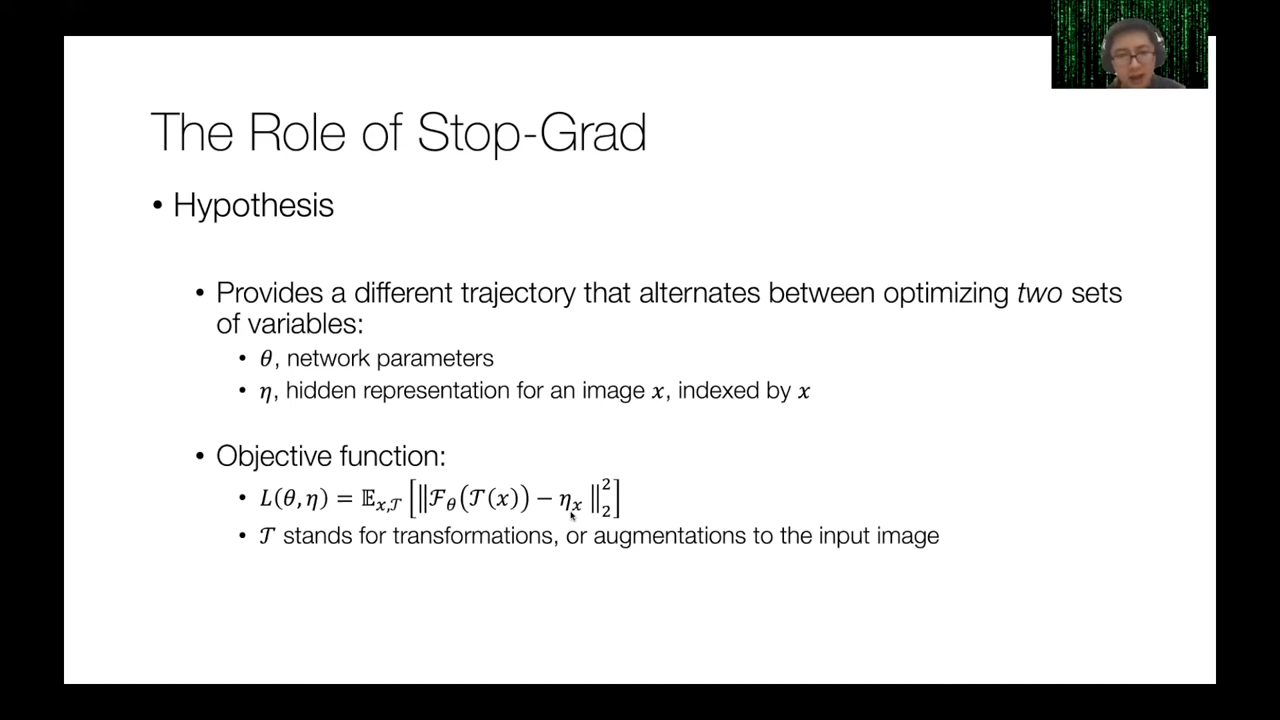 The Role of Stop-Grad
• Hypothesis
• Provides a different trajectory that alternates between optimizing two sets
of variables:
• θ, network parameters
• η, hidden representation for an image x, indexed by x
• Objective function:
• L(θ, η) = 𝔼ₓ,𝒯 [‖ℱ_θ(𝒯(x)) − ηₓ ‖₂²]
• 𝒯 stands for transformations, or augmentations to the input image